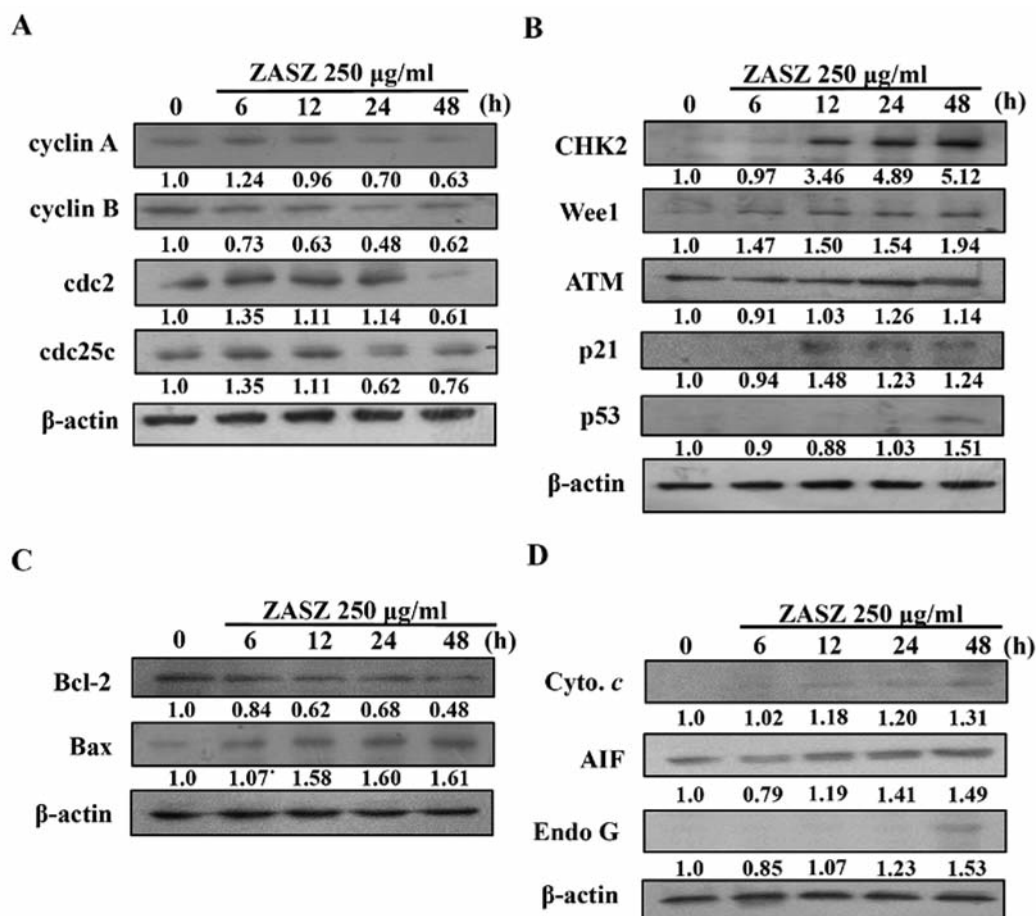 A
ZASZ 250 μg/ml
0 6 12 24 48 (h)
cyclin A
1.0 1.24 0.96 0.70 0.63
cyclin B
1.0 0.73 0.63 0.48 0.62
cdc2
1.0 1.35 1.11 1.14 0.61
cdc25c
1.0 1.35 1.11 0.62 0.76
β-actin
B
ZASZ 250 μg/ml
0 6 12 24 48 (h)
CHK2
1.0 0.97 3.46 4.89 5.12
Wee1
1.0 1.47 1.50 1.54 1.94
ATM
1.0 0.91 1.03 1.26 1.14
p21
1.0 0.94 1.48 1.23 1.24
p53
1.0 0.9 0.88 1.03 1.51
β-actin
C
ZASZ 250 μg/ml
0 6 12 24 48 (h)
Bcl-2
1.0 0.84 0.62 0.68 0.48
Bax
1.0 1.07 1.58 1.60 1.61
β-actin
D
ZASZ 250 μg/ml
0 6 12 24 48 (h)
Cyto. c
1.0 1.02 1.18 1.20 1.31
AIF
1.0 0.79 1.19 1.41 1.49
Endo G
1.0 0.85 1.07 1.23 1.53
β-actin